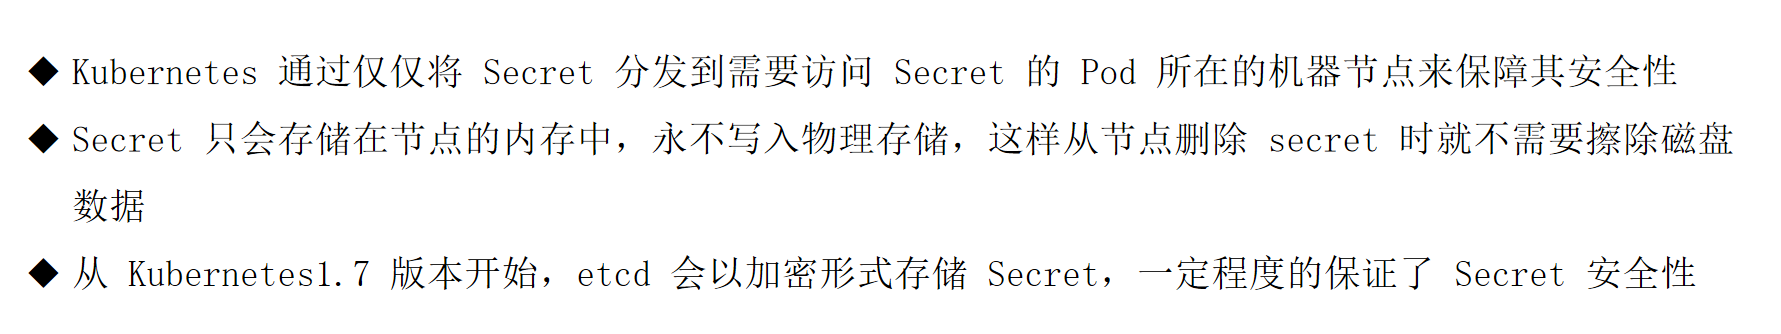 ◆ Kubernetes 通过仅仅将 Secret 分发到需要访问 Secret 的 Pod 所在的机器节点来保障其安全性
◆ Secret 只会存储在节点的内存中，永不写入物理存储，这样从节点删除 secret 时就不需要擦除磁盘
数据
◆ 从 Kubernetes1.7 版本开始，etcd 会以加密形式存储 Secret，一定程度的保证了 Secret 安全性